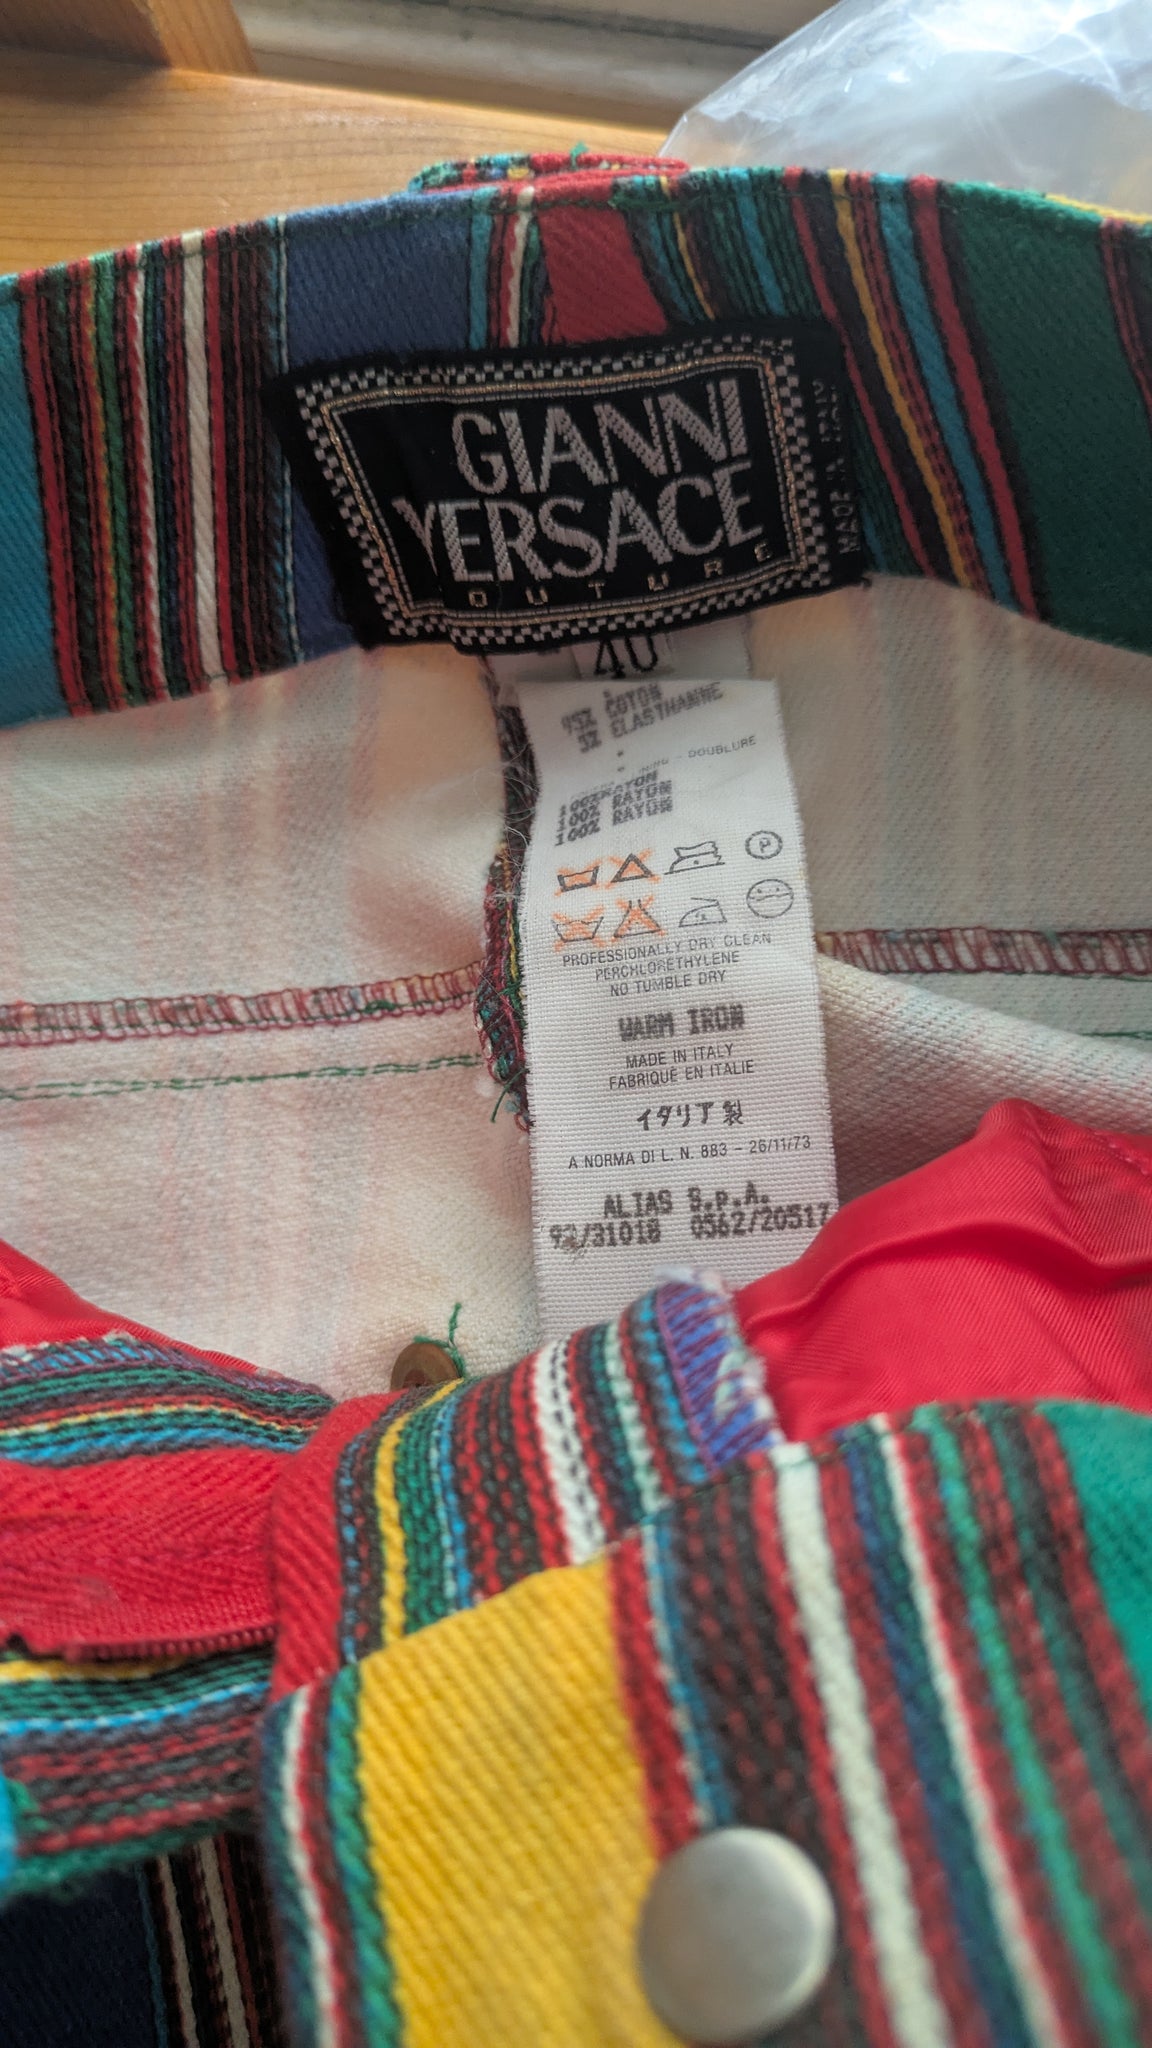 GIANNI
VERSACE
OUTURE
MADE IN ITALY
40
95% COTON
5% ELASTHANNE
DOUBLURE
100% RAYON
100% RAYON
100% RAYON
P
PROFESSIONALLY DRY CLEAN
PERCHLORETHYLENE
NO TUMBLE DRY
WARM IRON
MADE IN ITALY
FABRIQUÉ EN ITALIE
イタリア製
A NORMA DI L. N. 883 - 26/11/73
ALIAS S.p.A.
92/31018 0562/20517